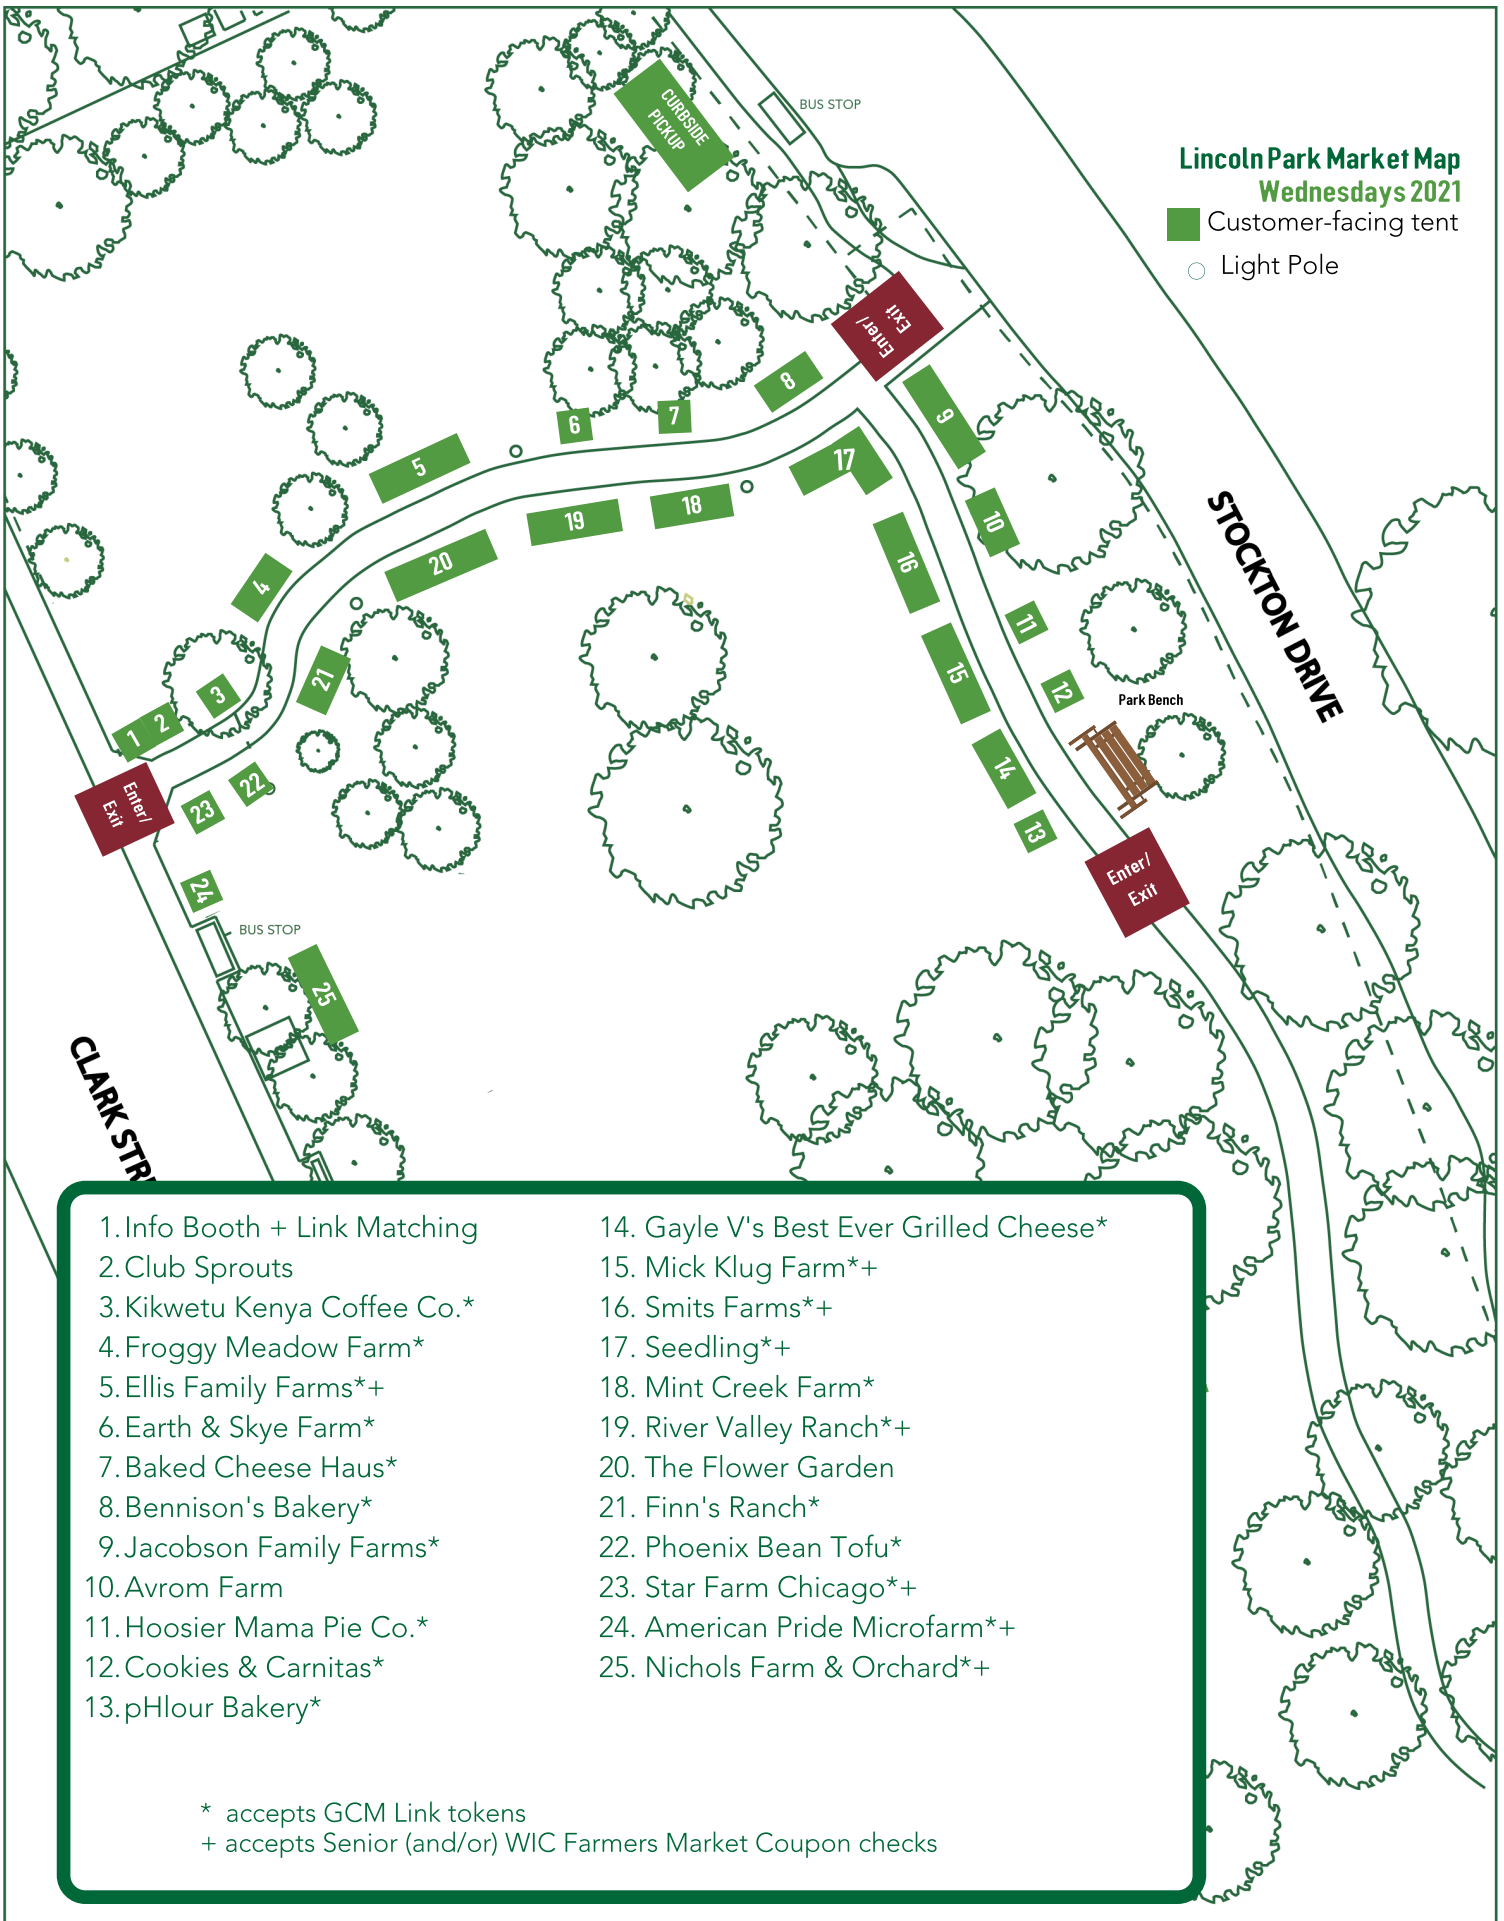 CURBSIDE
PICKUP
BUS STOP
Lincoln Park Market Map
Wednesdays 2021
Customer-facing tent
Light Pole
Enter/
Exit
8
9
7
6
5
17
18
19
20
10
16
4
11
15
12
21
3
Park Bench
STOCKTON DRIVE
2
1
14
22
23
13
Enter/
Exit
Enter/
Exit
24
BUS STOP
25
CLARK STR
1. Info Booth + Link Matching
2. Club Sprouts
3. Kikwetu Kenya Coffee Co.*
4. Froggy Meadow Farm*
5. Ellis Family Farms*+
6. Earth & Skye Farm*
7. Baked Cheese Haus*
8. Bennison's Bakery*
9. Jacobson Family Farms*
10. Avrom Farm
11. Hoosier Mama Pie Co.*
12. Cookies & Carnitas*
13. pHlour Bakery*
14. Gayle V's Best Ever Grilled Cheese*
15. Mick Klug Farm*+
16. Smits Farms*+
17. Seedling*+
18. Mint Creek Farm*
19. River Valley Ranch*+
20. The Flower Garden
21. Finn's Ranch*
22. Phoenix Bean Tofu*
23. Star Farm Chicago*+
24. American Pride Microfarm*+
25. Nichols Farm & Orchard*+
* accepts GCM Link tokens
+ accepts Senior (and/or) WIC Farmers Market Coupon checks